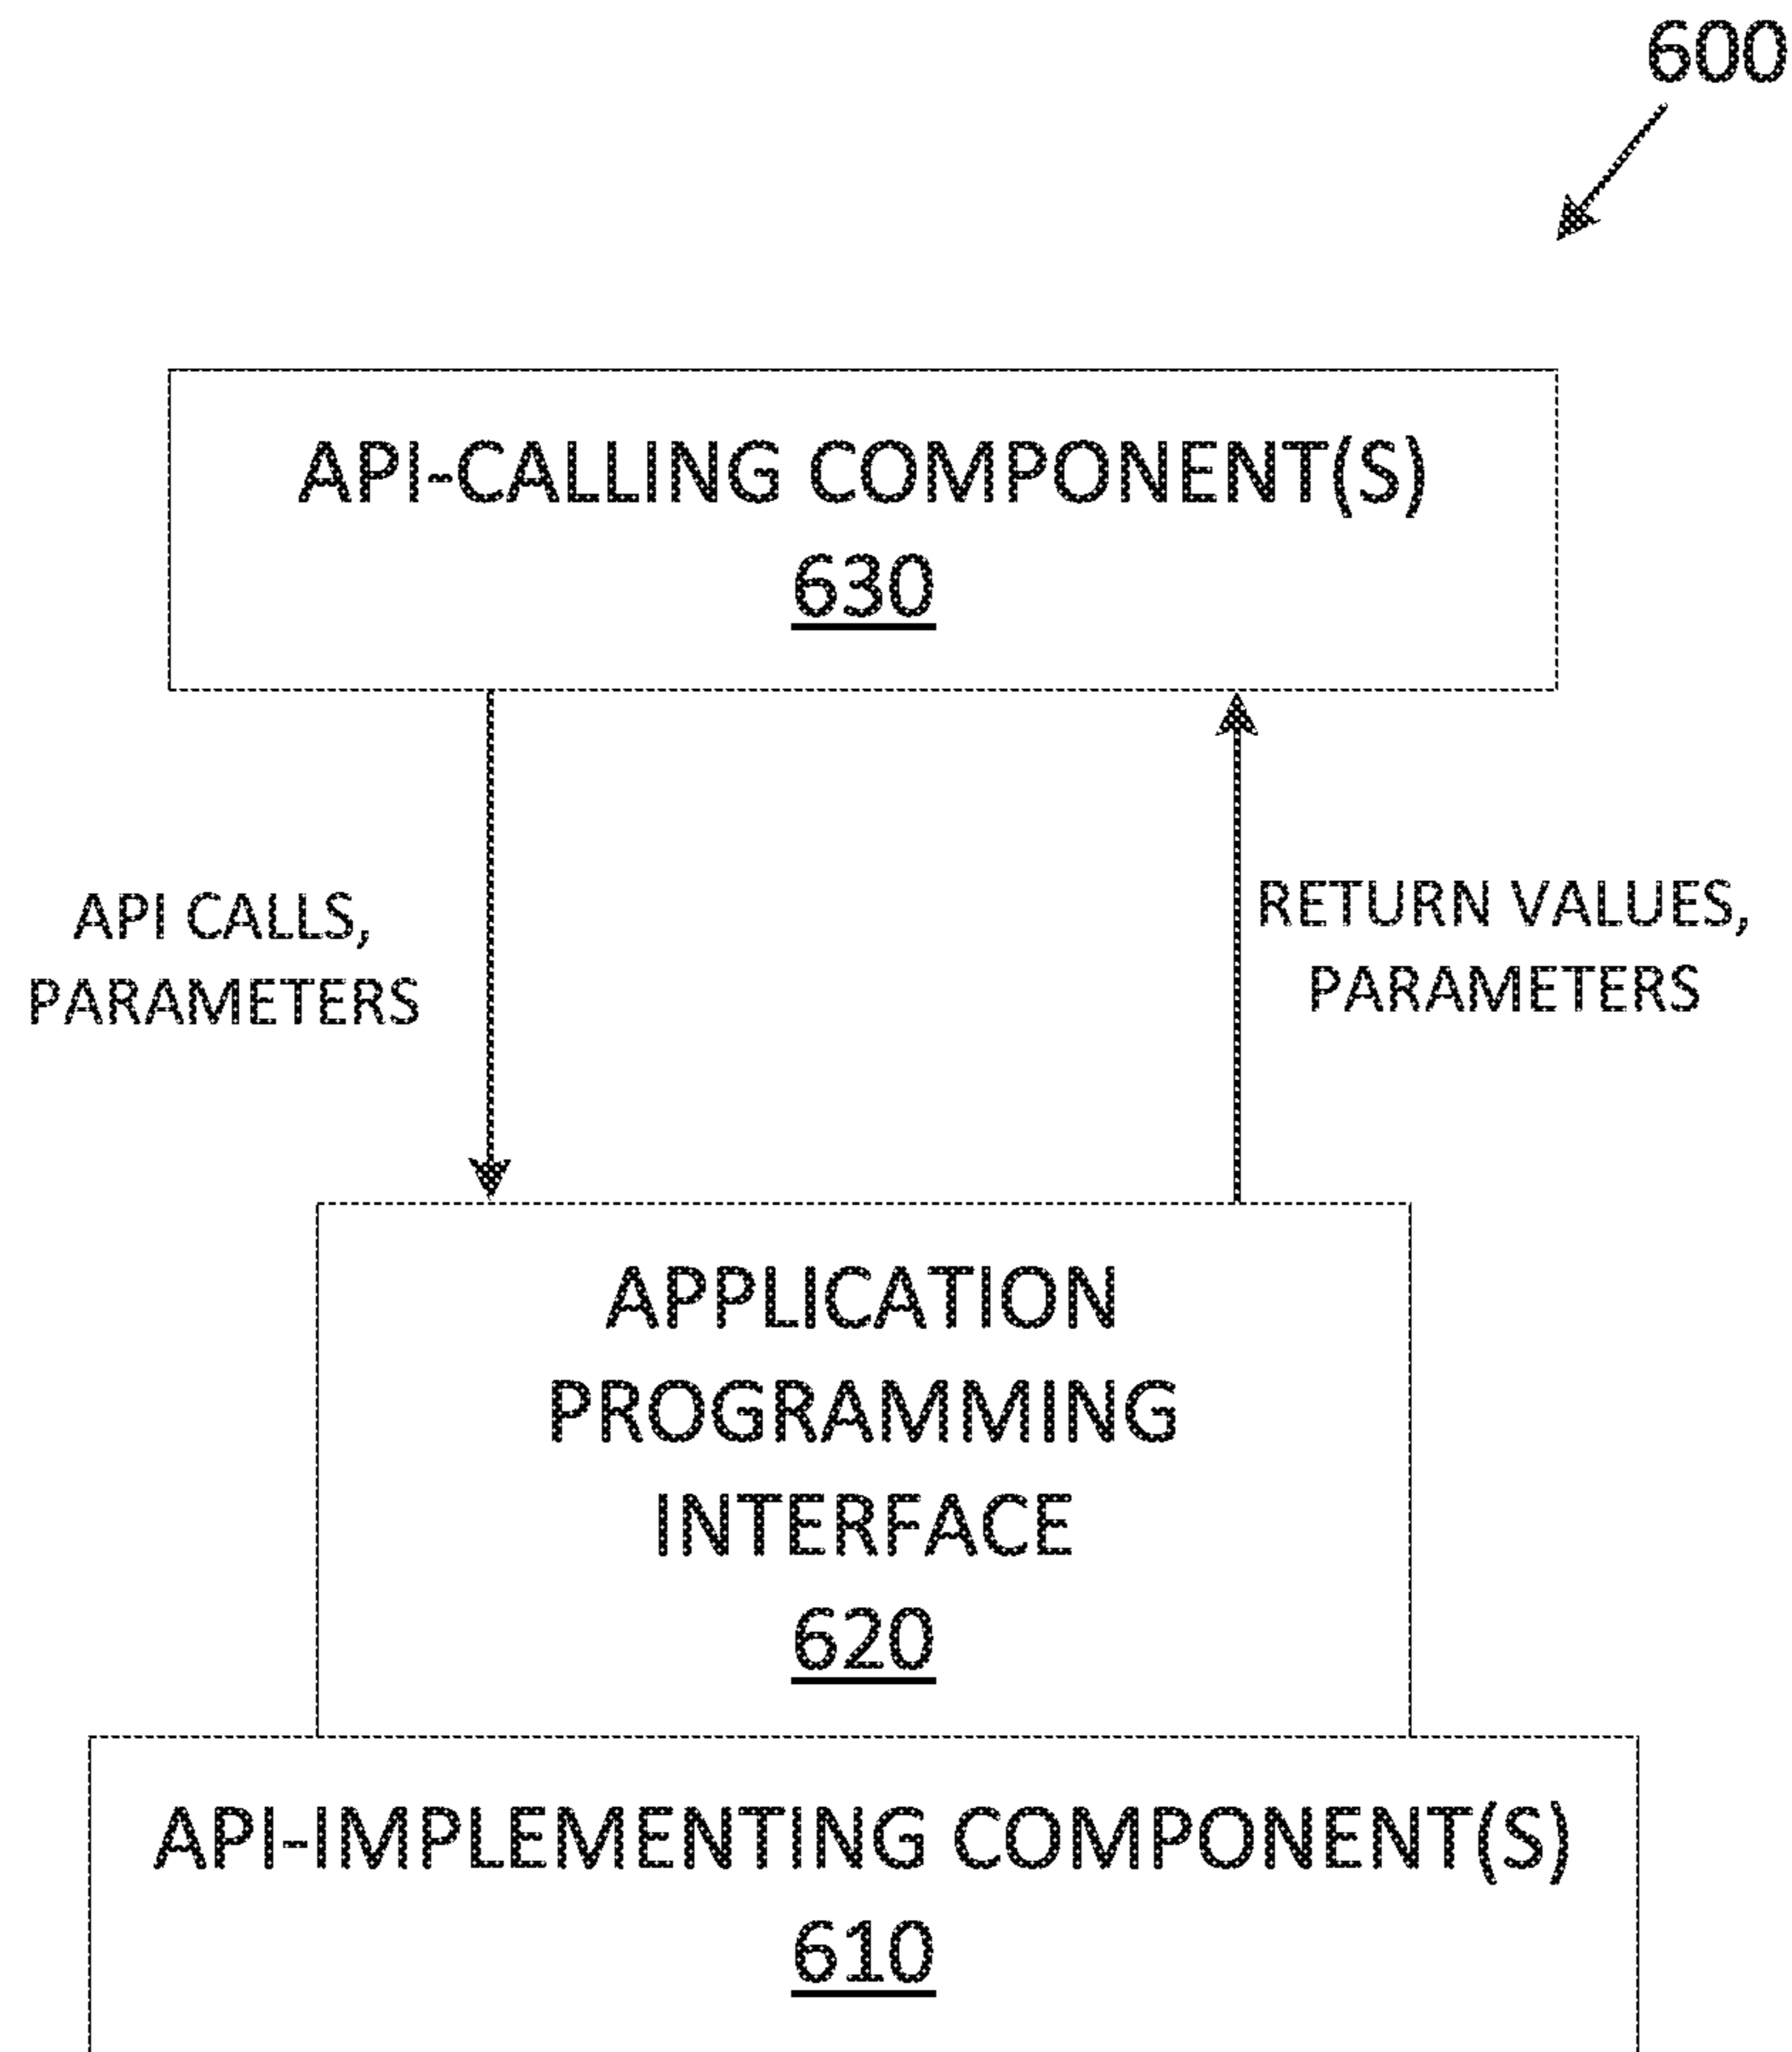 600
API-CALLING COMPONENT(S)
630
API CALLS,
PARAMETERS
RETURN VALUES,
PARAMETERS
APPLICATION
PROGRAMMING
INTERFACE
620
API-IMPLEMENTING COMPONENT(S)
610